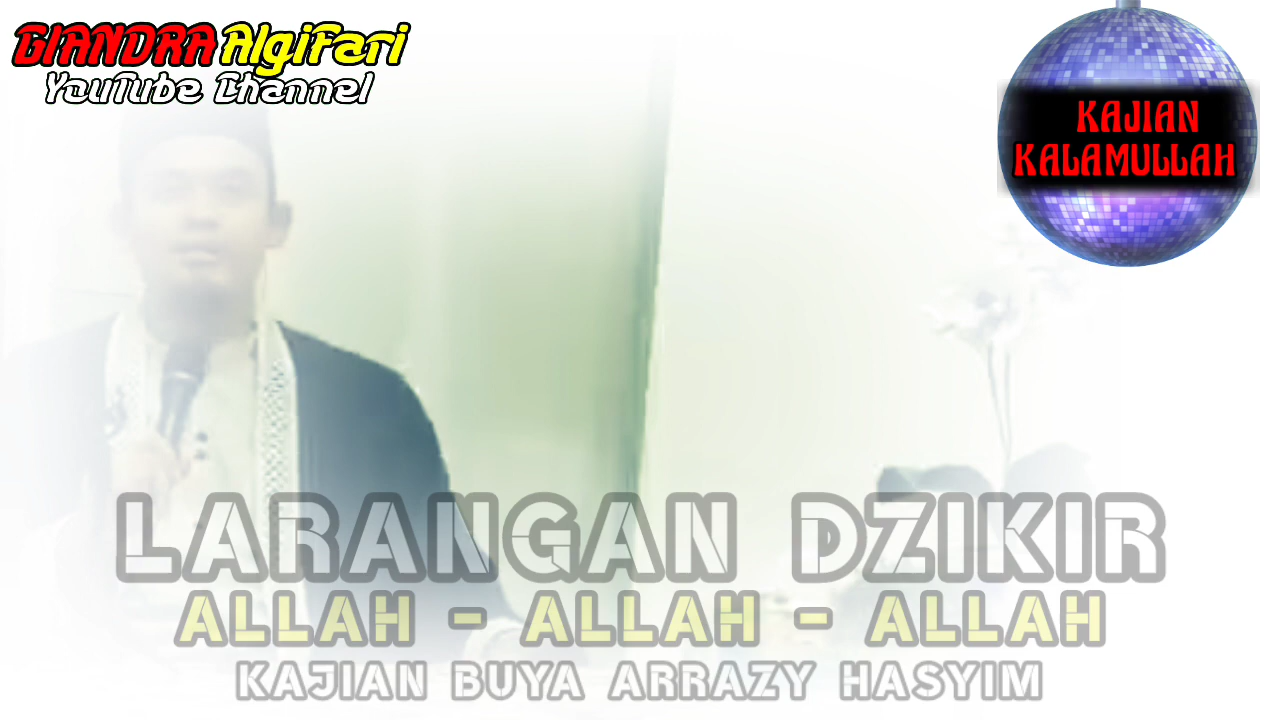 GIANDRA AlgiFari
YouTube Channel
KAJIAN
KALAMULLAH
LARANGAN DZIKIR
ALLAH - ALLAH - ALLAH
KAJIAN BUYA ARRAZY HASYIM